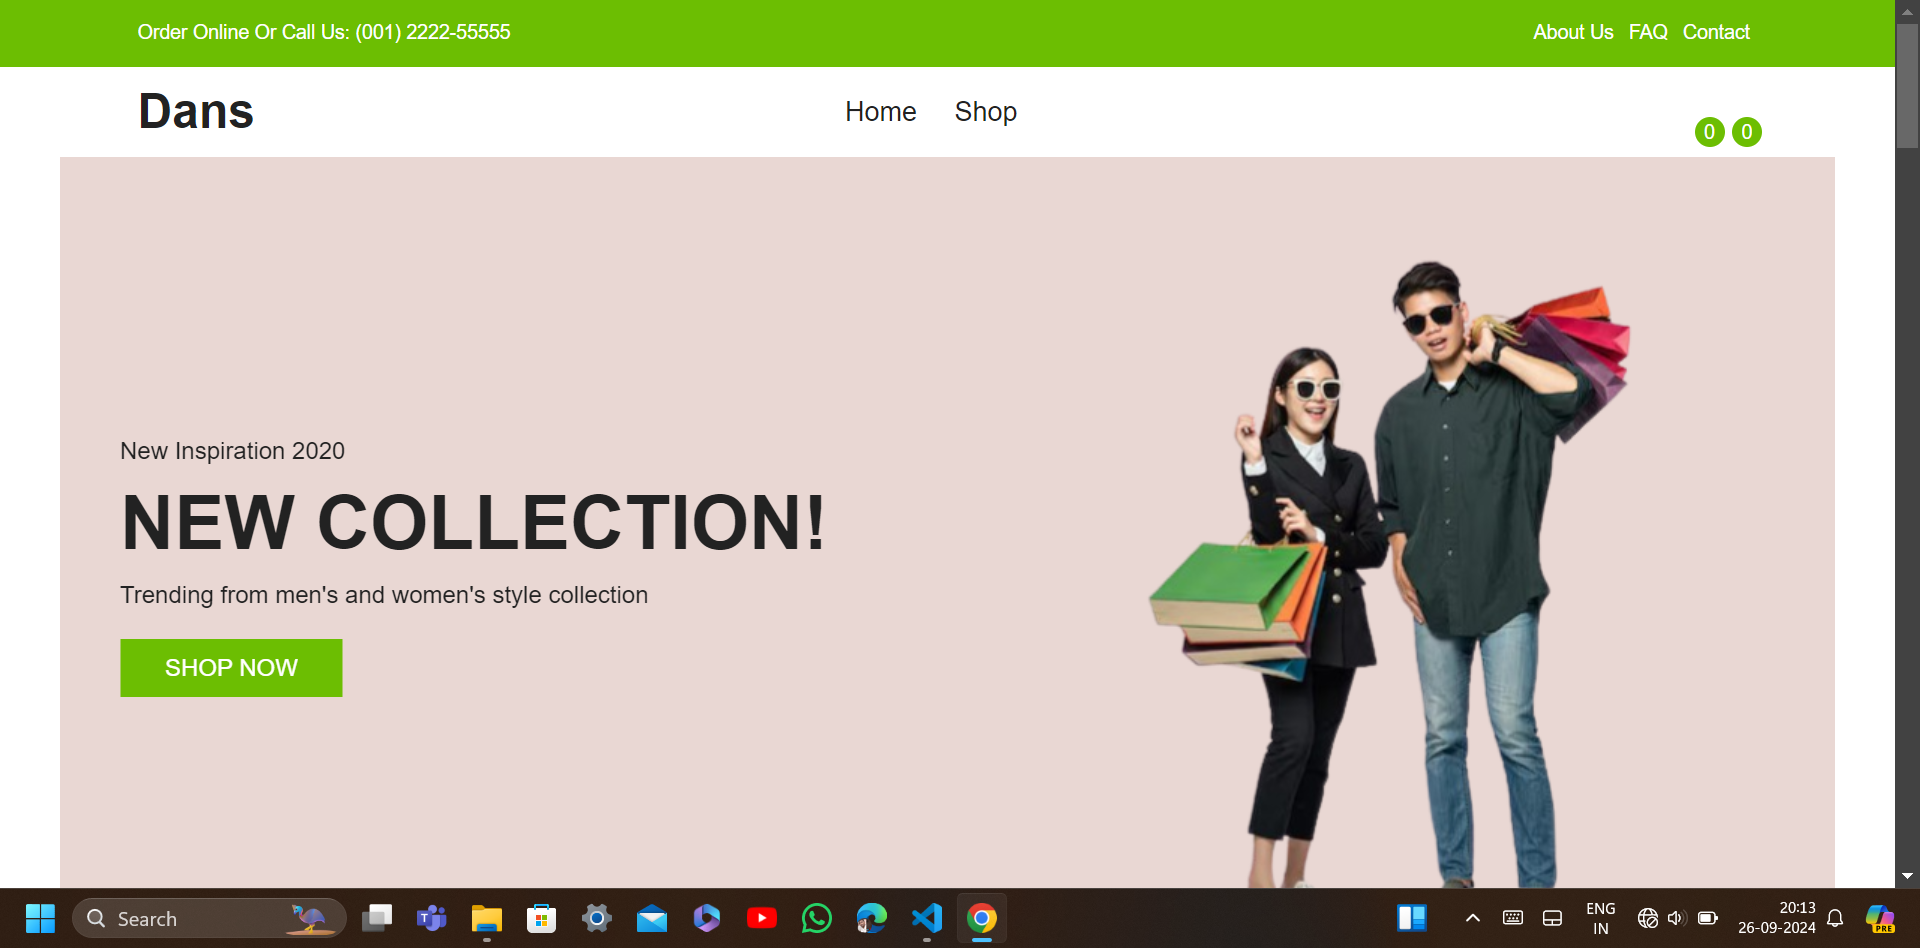 Order Online Or Call Us: (001) 2222-55555
About Us FAQ Contact
Dans
Home Shop
0 0
New Inspiration 2020
NEW COLLECTION!
Trending from men's and women's style collection
SHOP NOW
Search
T
PRE
ENG
IN
20:13
26-09-2024